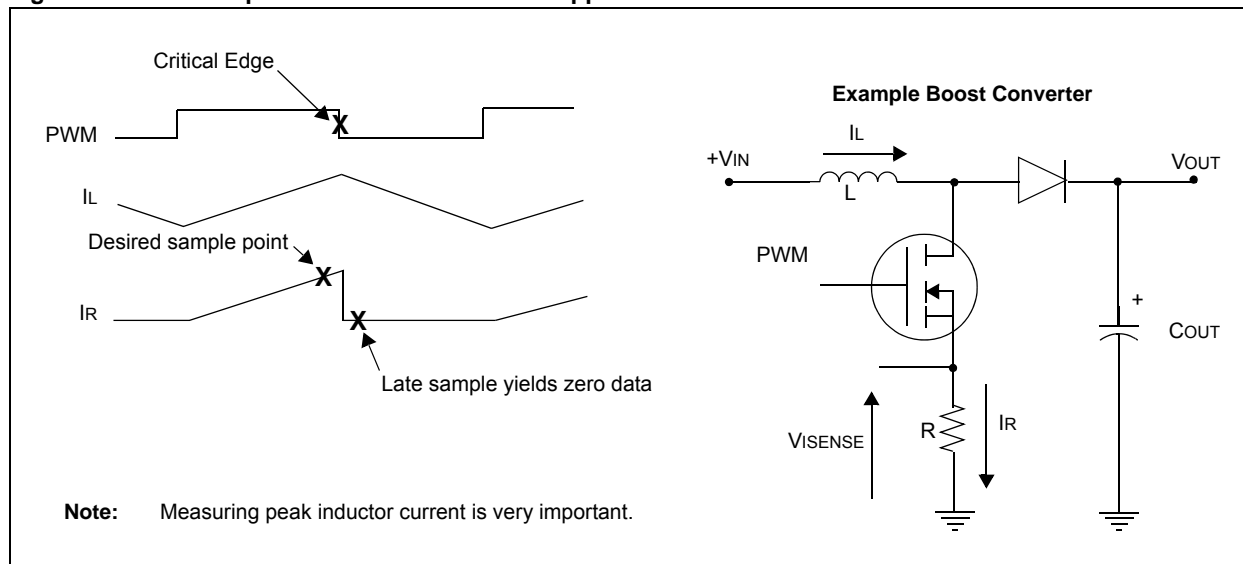 Critical Edge
X
PWM
IL
Desired sample point
X
IR
X
Late sample yields zero data
Example Boost Converter
IL
+VIN
L
VOUT
PWM
+
COUT
VISENSE
R
IR
Note: Measuring peak inductor current is very important.